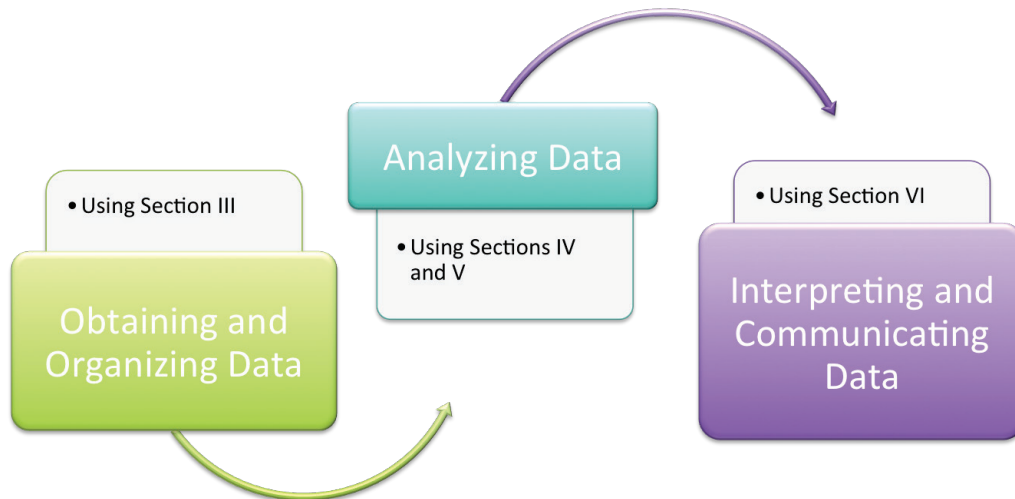 • Using Section III
Obtaining and
Organizing Data
Analyzing Data
• Using Sections IV
and V
• Using Section VI
Interpreting and
Communicating
Data